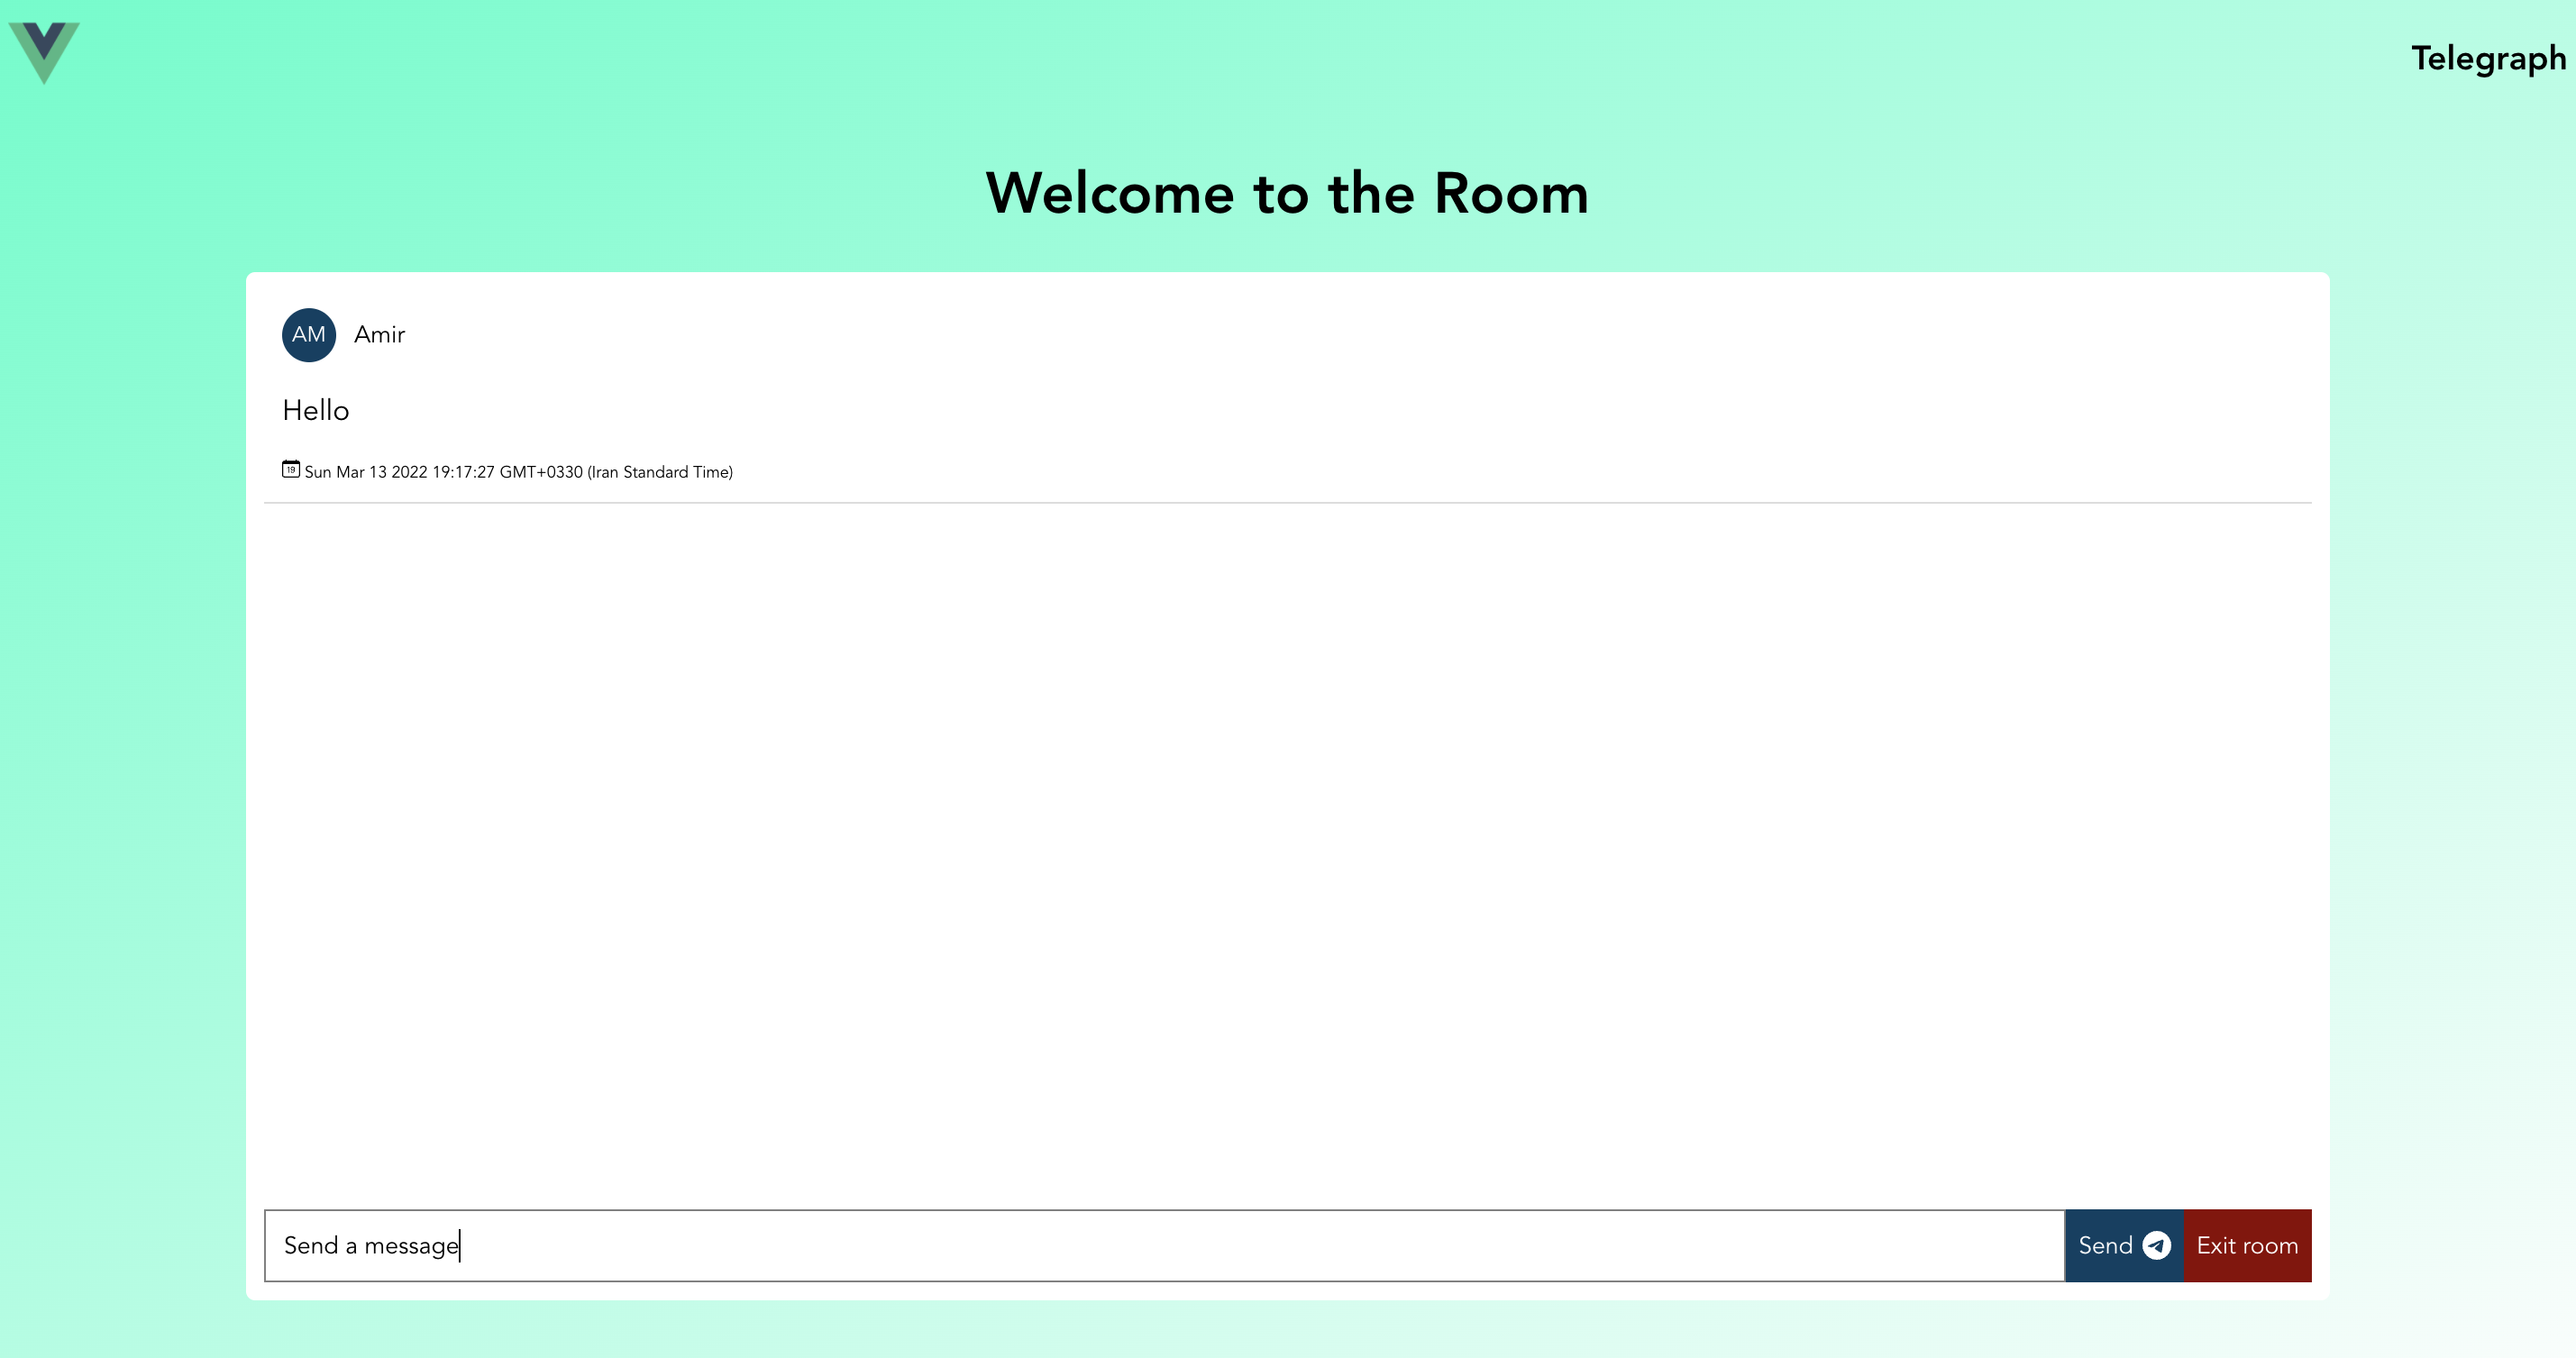 Telegraph
Welcome to the Room
AM Amir
Hello
19 Sun Mar 13 2022 19:17:27 GMT+0330 (Iran Standard Time)
Send a message Send Exit room